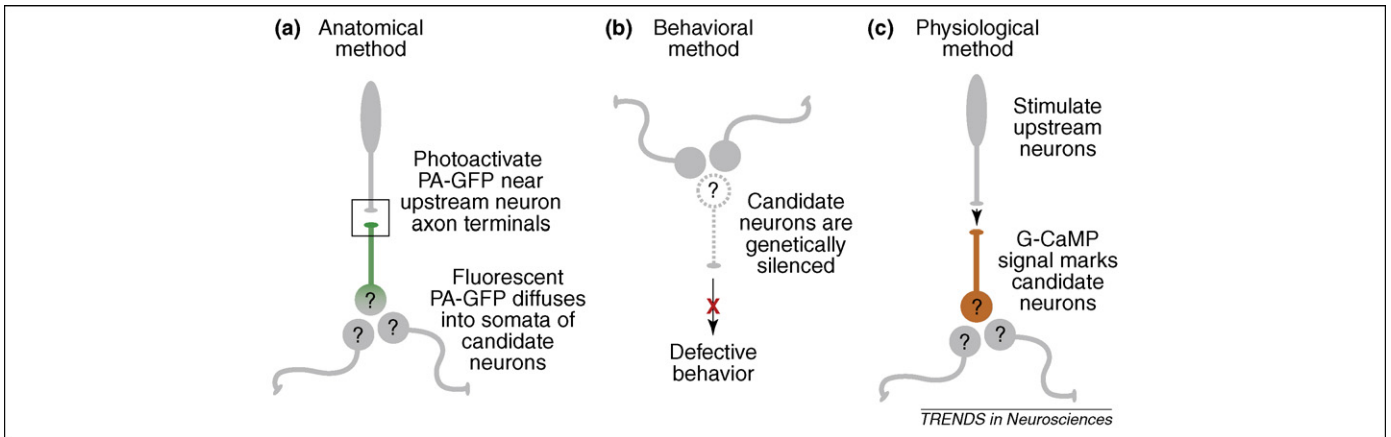 (a) Anatomical
method
Photoactivate
PA-GFP near
upstream neuron
axon terminals
Fluorescent
PA-GFP diffuses
into somata of
candidate
neurons
?
?
?
(b) Behavioral
method
?
Candidate
neurons are
genetically
silenced
X
Defective
behavior
(c) Physiological
method
Stimulate
upstream
neurons
G-CaMP
signal marks
candidate
neurons
?
?
?
TRENDS in Neurosciences